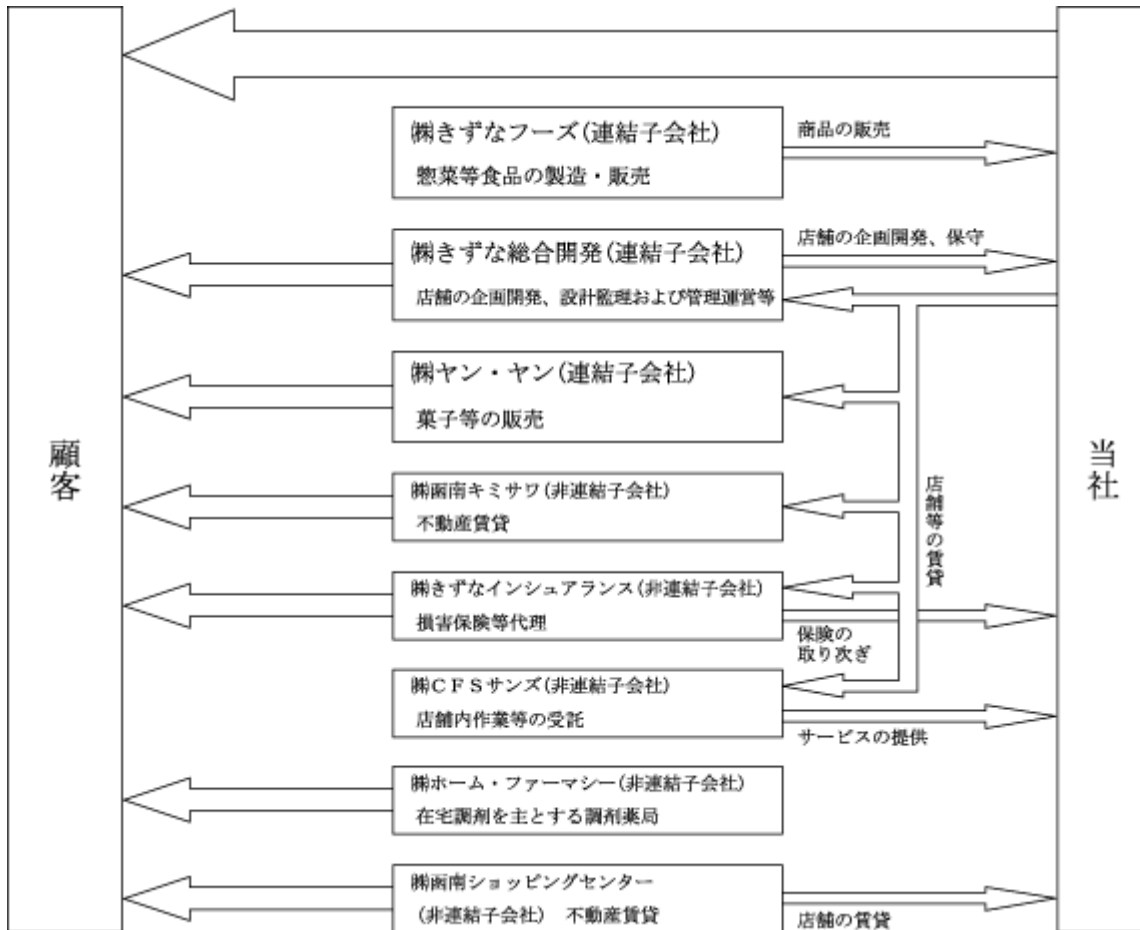 顧客
当社
㈱きずなフーズ(連結子会社)
惣菜等食品の製造・販売
商品の販売
㈱きずな総合開発(連結子会社)
店舗の企画開発、設計監理および管理運営等
店舗の企画開発、保守
㈱ヤン・ヤン(連結子会社)
菓子等の販売
㈱函南キミサワ(非連結子会社)
不動産賃貸
店舗等の賃貸
㈱きずなインシュアランス(非連結子会社)
損害保険等代理
保険の
取り次ぎ
㈱ＣＦＳサンズ(非連結子会社)
店舗内作業等の受託
サービスの提供
㈱ホーム・ファーマシー(非連結子会社)
在宅調剤を主とする調剤薬局
㈱函南ショッピングセンター
(非連結子会社)　不動産賃貸
店舗の賃貸